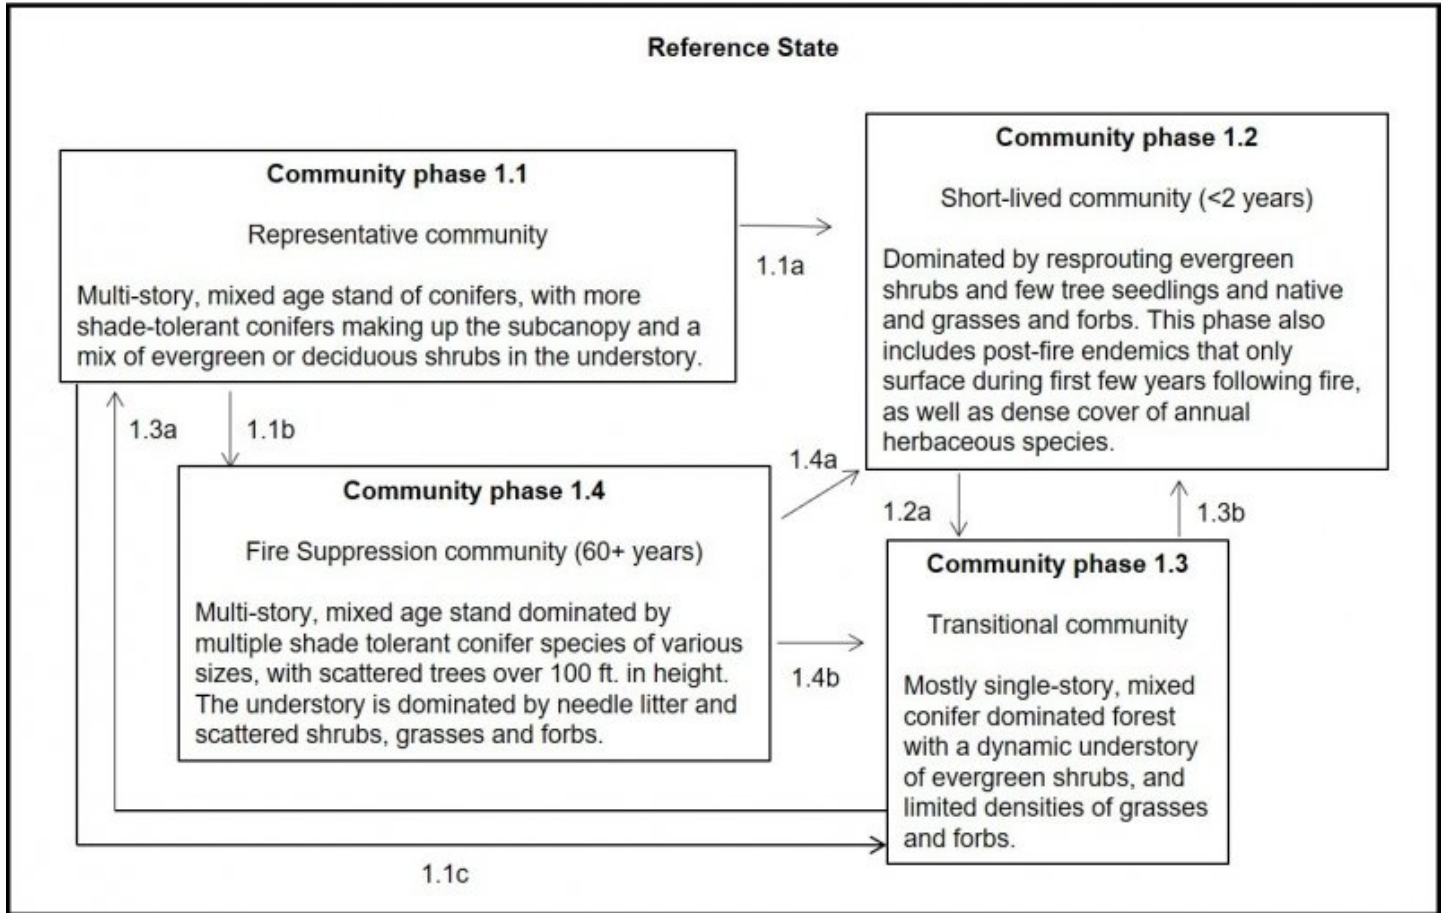 Reference State
Community phase 1.1
Representative community
Multi-story, mixed age stand of conifers, with more
shade-tolerant conifers making up the subcanopy and a
mix of evergreen or deciduous shrubs in the understory.
1.1a
Community phase 1.2
Short-lived community (<2 years)
Dominated by resprouting evergreen
shrubs and few tree seedlings and native
and grasses and forbs. This phase also
includes post-fire endemics that only
surface during first few years following fire,
as well as dense cover of annual
herbaceous species.
1.3a
1.1b
Community phase 1.4
Fire Suppression community (60+ years)
Multi-story, mixed age stand dominated by
multiple shade tolerant conifer species of various
sizes, with scattered trees over 100 ft. in height.
The understory is dominated by needle litter and
scattered shrubs, grasses and forbs.
1.4a
1.4b
1.2a
1.3b
Community phase 1.3
Transitional community
Mostly single-story, mixed
conifer dominated forest
with a dynamic understory
of evergreen shrubs, and
limited densities of grasses
and forbs.
1.1c